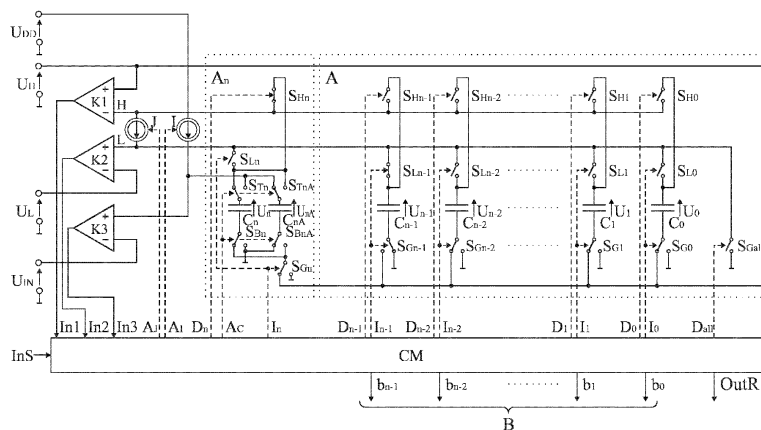 UDD
UH
K1
H
J
I
L
K2
UL
K3
UIN
An
A
SHn
SHn-1
SHn-2
SH1
SH0
SLn
SLn-1
SLn-2
SL1
SL0
STn
STnA
Un
UnA
Cn
CnA
Un-1
Cn-1
Un-2
Cn-2
U1
C1
U0
C0
SBn
SBnA
SGn
SGn-1
SGn-2
SG1
SG0
SGall
In1 In2 In3 AJ AI Dn AC In Dn-1 In-1 Dn-2 In-2 D1 I1 D0 I0 Dall
InS
CM
bn-1 bn-2 b1 b0 OutR
B